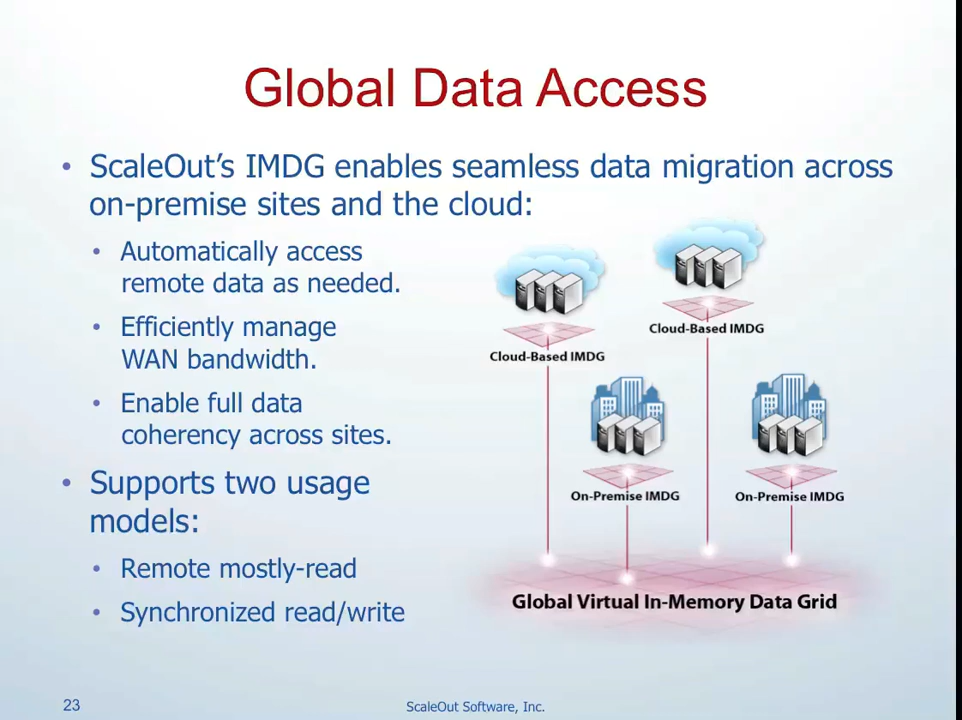 Global Data Access
• ScaleOut's IMDG enables seamless data migration across
on-premise sites and the cloud:
• Automatically access
remote data as needed.
• Efficiently manage
WAN bandwidth.
• Enable full data
coherency across sites.
• Supports two usage
models:
• Remote mostly-read
• Synchronized read/write
Cloud-Based IMDG
Cloud-Based IMDG
On-Premise IMDG
On-Premise IMDG
Global Virtual In-Memory Data Grid
23
ScaleOut Software, Inc.